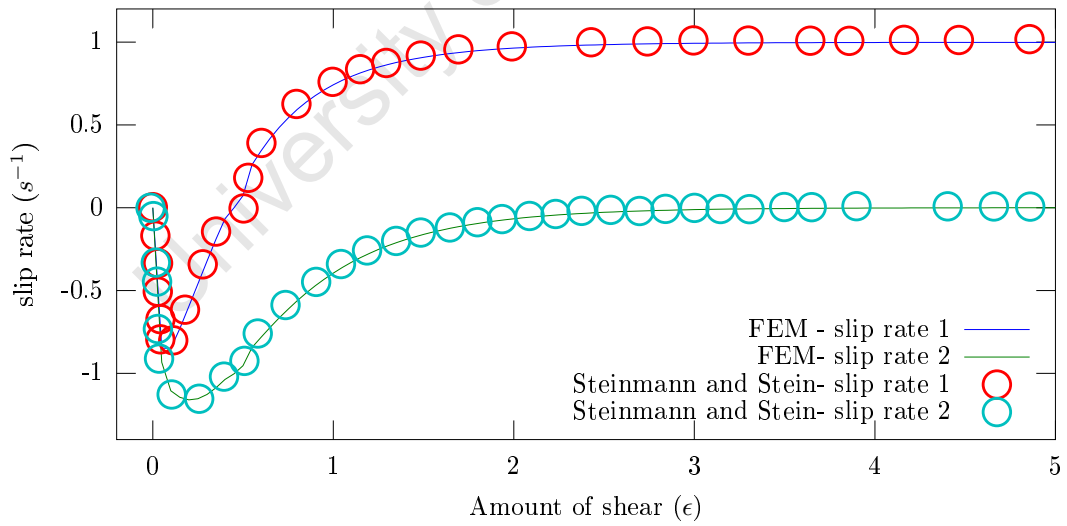 University
1
0.5
0
-0.5
-1
slip rate (s⁻¹)
FEM - slip rate 1
FEM- slip rate 2
Steinmann and Stein- slip rate 1
Steinmann and Stein- slip rate 2
0 1 2 3 4 5
Amount of shear (ϵ)